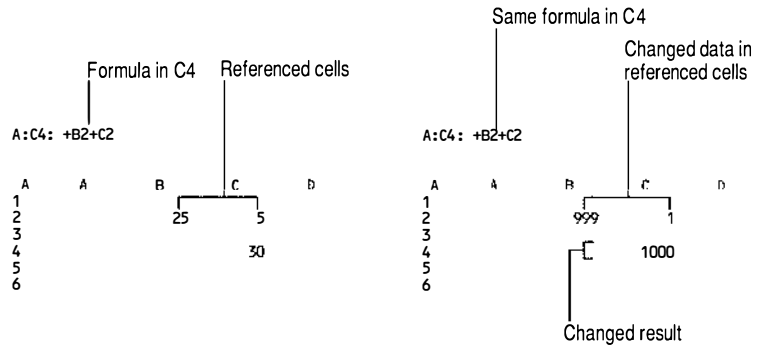 Formula in C4 Referenced cells
A:C4: +B2+C2
A A B C D
1
2 25 5
3
4 30
5
6
Same formula in C4
Changed data in
referenced cells
A:C4: +B2+C2
A A B C D
1
2 999 1
3
4 1000
5
6
Changed result